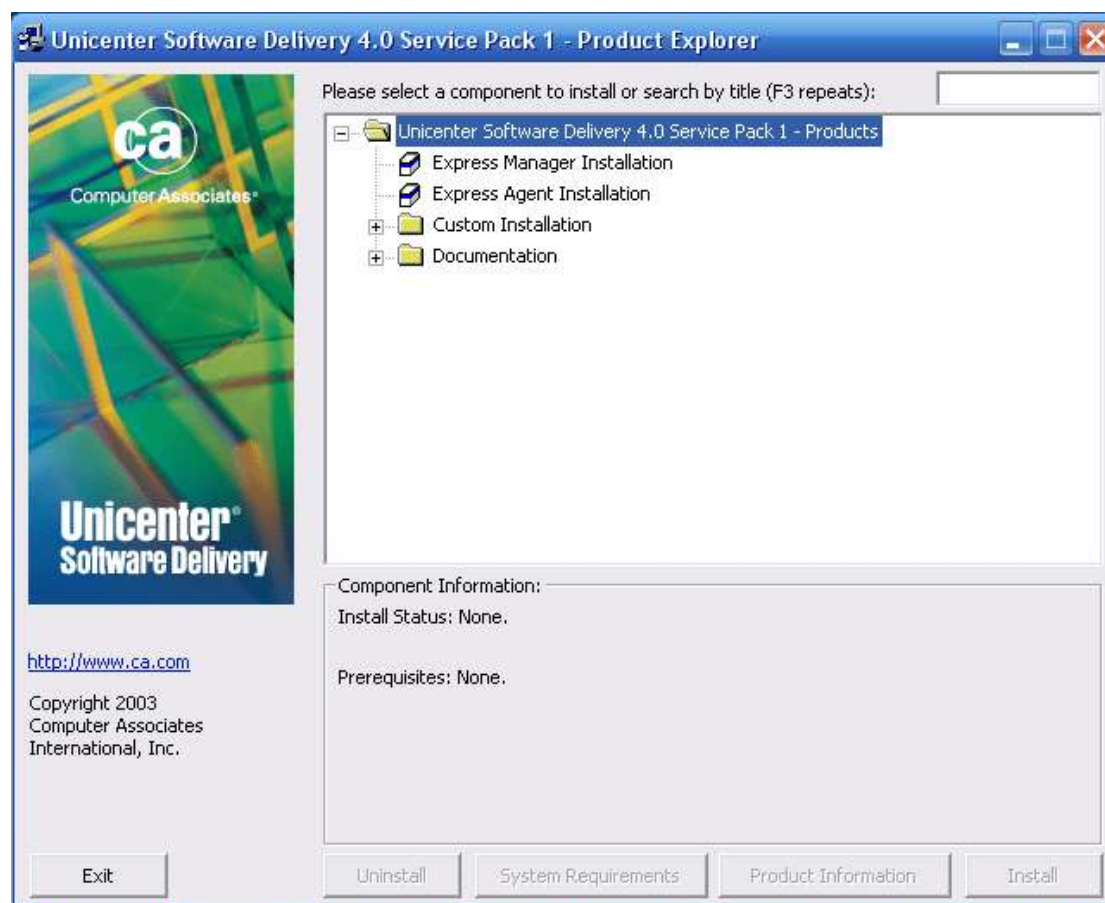 Unicenter Software Delivery 4.0 Service Pack 1 - Product Explorer
ca
Computer Associates®
Unicenter®
Software Delivery
http://www.ca.com
Copyright 2003
Computer Associates
International, Inc.
Please select a component to install or search by title (F3 repeats):
Unicenter Software Delivery 4.0 Service Pack 1 - Products
Express Manager Installation
Express Agent Installation
Custom Installation
Documentation
Component Information:
Install Status: None.
Prerequisites: None.
Exit
Uninstall
System Requirements
Product Information
Install